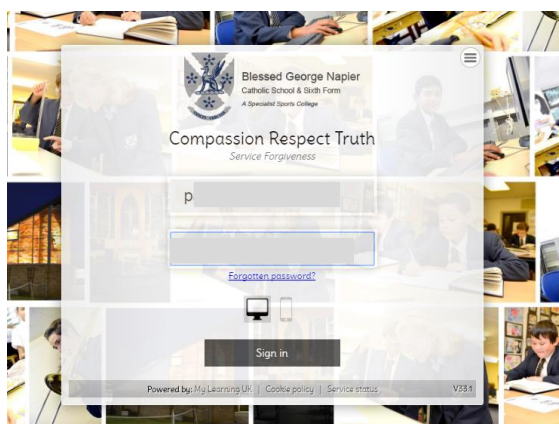 Blessed George Napier
Catholic School & Sixth Form
A Specialist Sports College
Compassion Respect Truth
Service Forgiveness
p
Forgotten password?
Sign in
Powered by: My Learning UK | Cookie policy | Service status V33.1